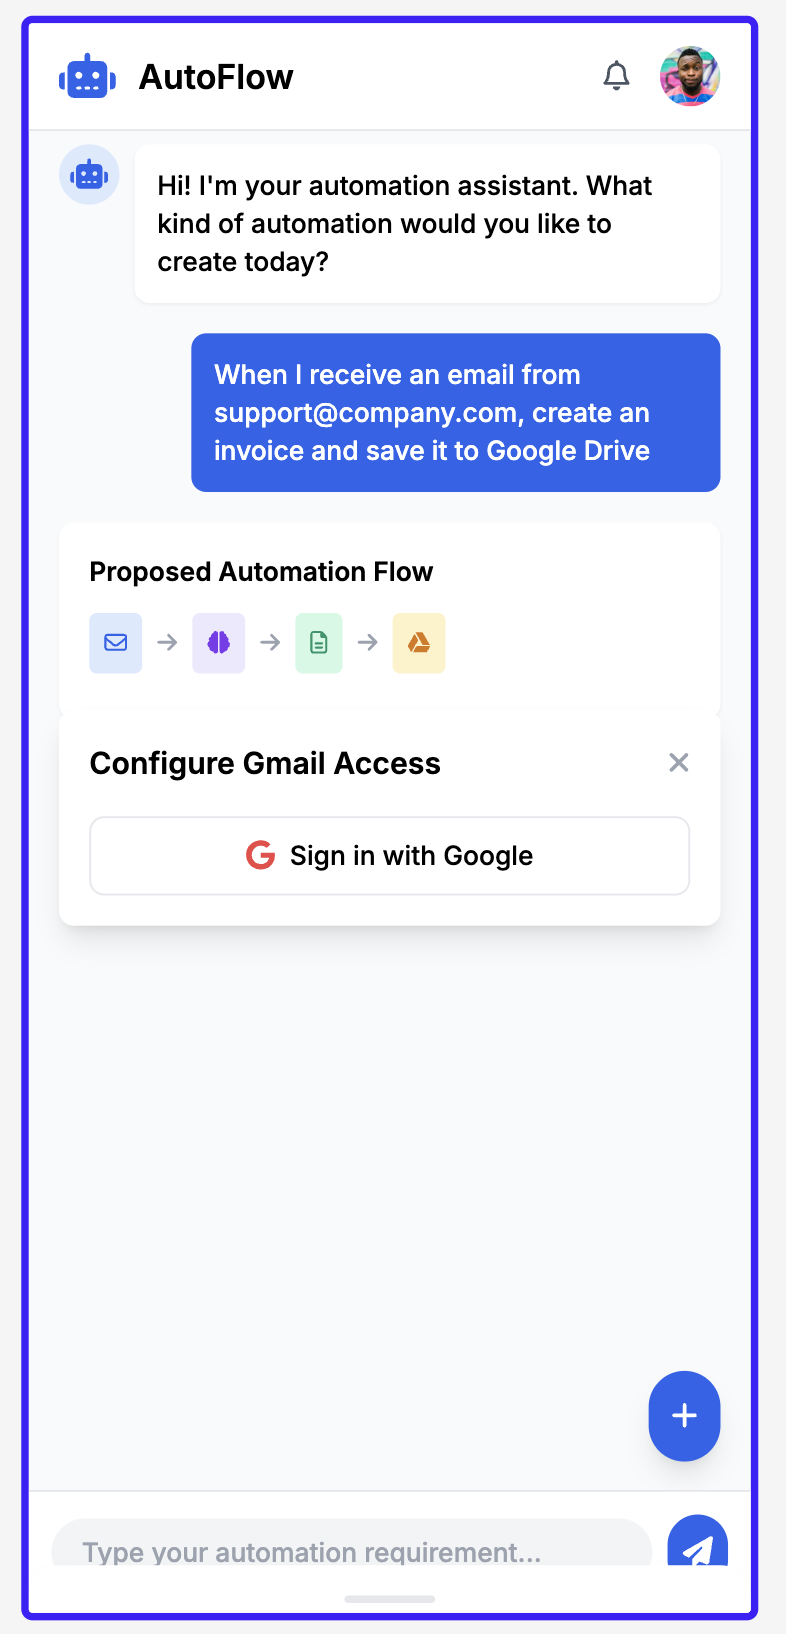 AutoFlow
Hi! I'm your automation assistant. What
kind of automation would you like to
create today?
When I receive an email from
support@company.com, create an
invoice and save it to Google Drive
Proposed Automation Flow
Configure Gmail Access
Sign in with Google
Type your automation requirement...